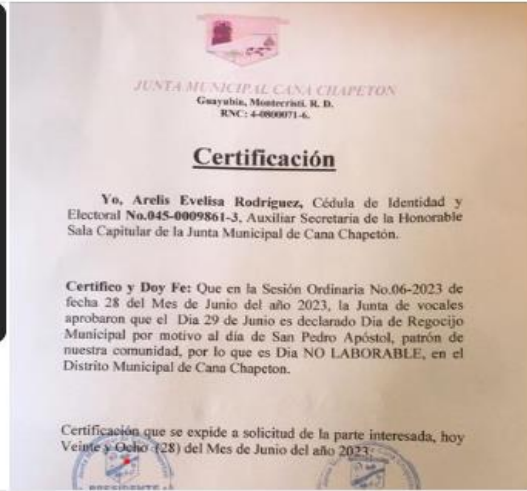 JUNTA MUNICIPAL CANA CHAPETON
Guayubín, Montecristi. R. D.
RNC: 4-0800071-6.
Certificación
Yo, Arelis Evelisa Rodríguez, Cédula de Identidad y
Electoral No.045-0009861-3, Auxiliar Secretaria de la Honorable
Sala Capitular de la Junta Municipal de Cana Chapetón.
Certifico y Doy Fe: Que en la Sesión Ordinaria No.06-2023 de
fecha 28 del Mes de Junio del año 2023, la Junta de vocales
aprobaron que el Dia 29 de Junio es declarado Dia de Regocijo
Municipal por motivo al día de San Pedro Apóstol, patrón de
nuestra comunidad, por lo que es Dia NO LABORABLE, en el
Distrito Municipal de Cana Chapeton.
Certificación que se expide a solicitud de la parte interesada, hoy
Veinte y Ocho (28) del Mes de Junio del año 2023.
PRESIDENTE